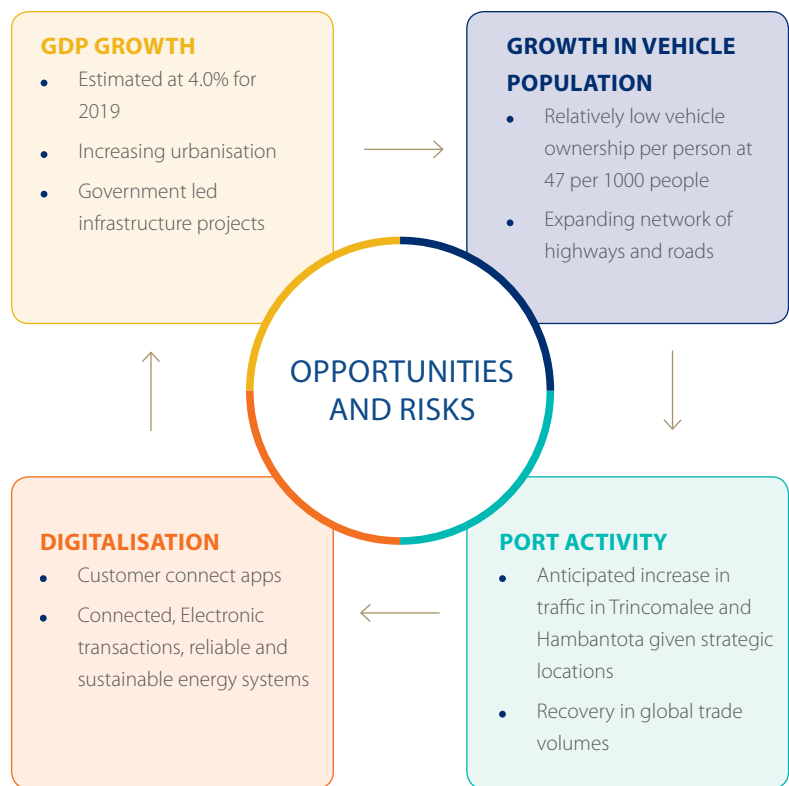 GDP GROWTH
Estimated at 4.0% for
2019
Increasing urbanisation
Government led
infrastructure projects
GROWTH IN VEHICLE
POPULATION
Relatively low vehicle
ownership per person at
47 per 1000 people
Expanding network of
highways and roads
OPPORTUNITIES
AND RISKS
DIGITALISATION
Customer connect apps
Connected, Electronic
transactions, reliable and
sustainable energy systems
PORT ACTIVITY
Anticipated increase in
traffic in Trincomalee and
Hambantota given strategic
locations
Recovery in global trade
volumes